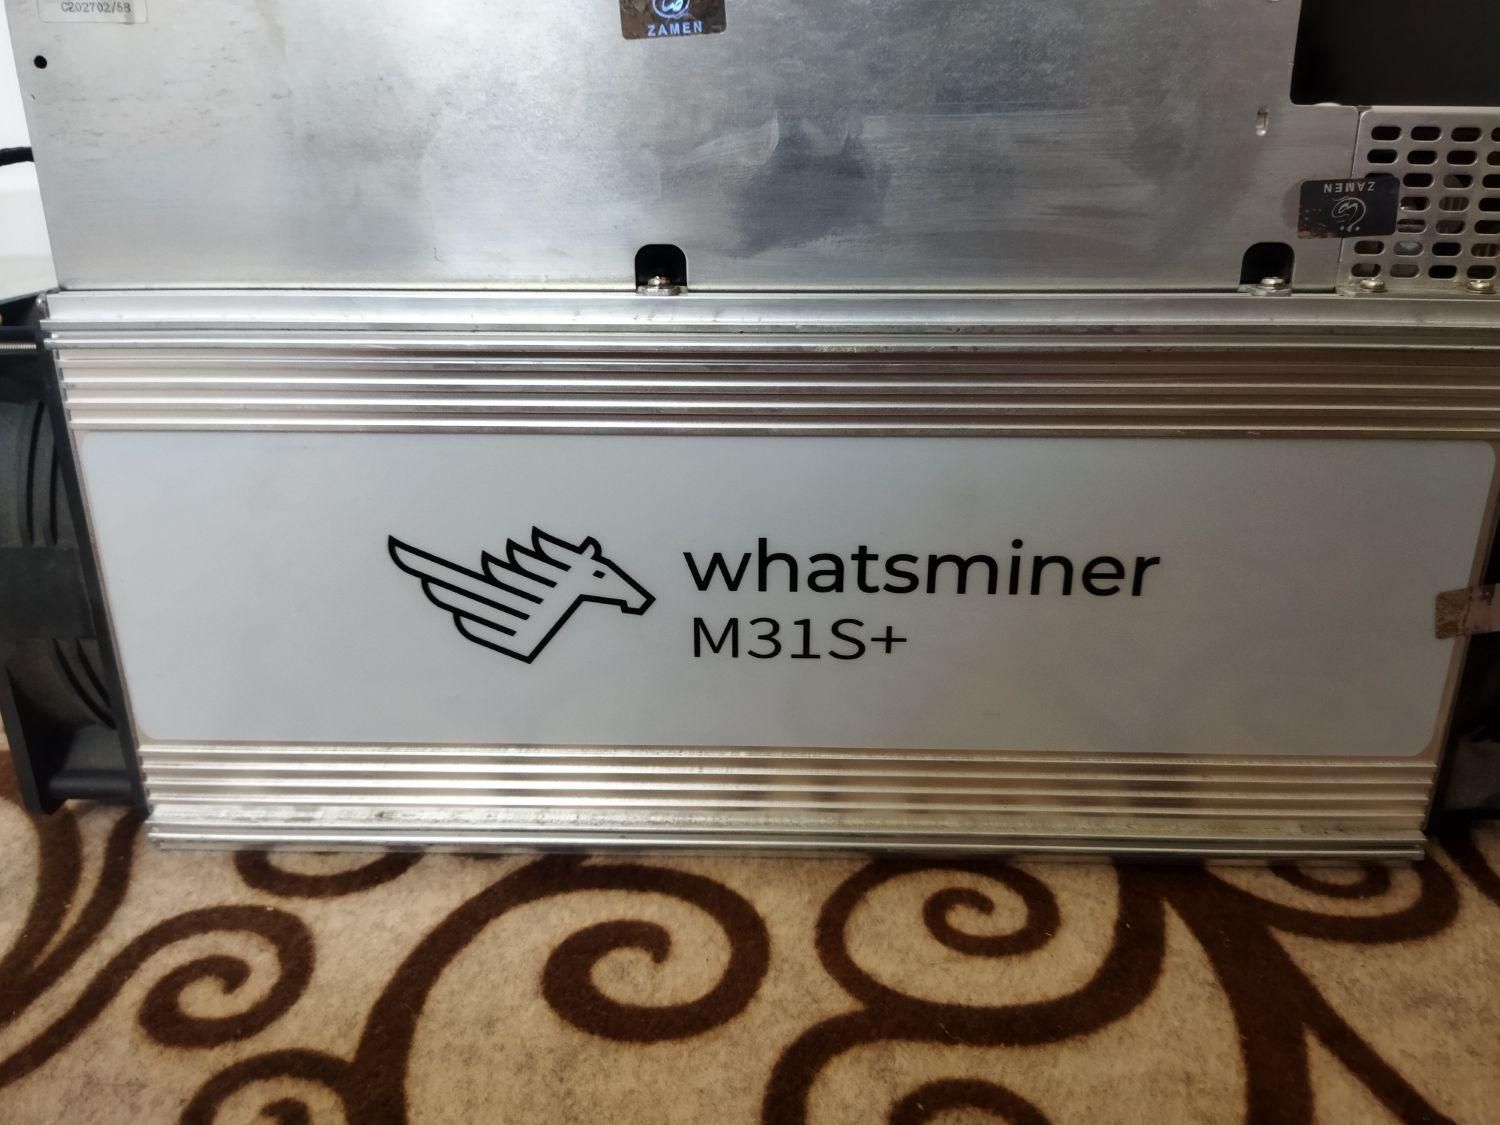 C202702/58
ZAMEN
ZAMEN
whatsminer
M31S+